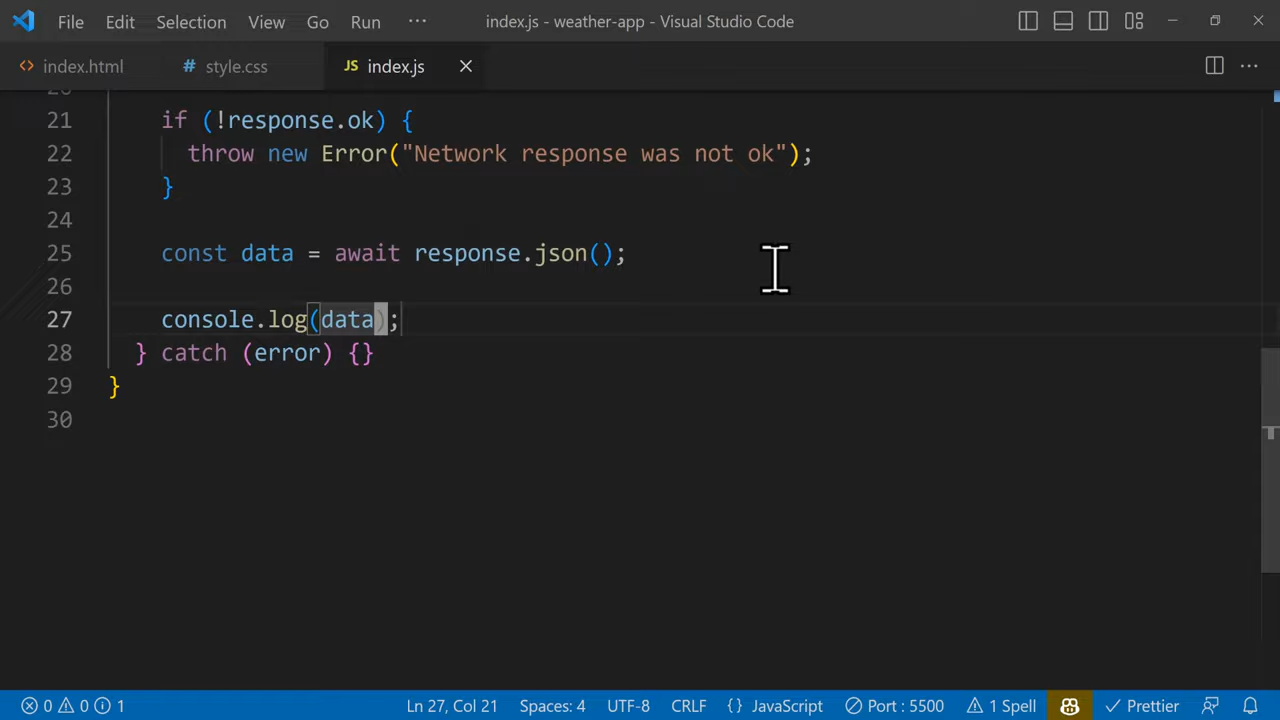 File Edit Selection View Go Run ··· index.js - weather-app - Visual Studio Code
<> index.html # style.css JS index.js
21 if (!response.ok) {
22 throw new Error("Network response was not ok");
23 }
24
25 const data = await response.json();
26
27 console.log(data);
28 } catch (error) {}
29 }
30
0 0 1 Ln 27, Col 21 Spaces: 4 UTF-8 CRLF {} JavaScript Port : 5500 1 Spell Prettier